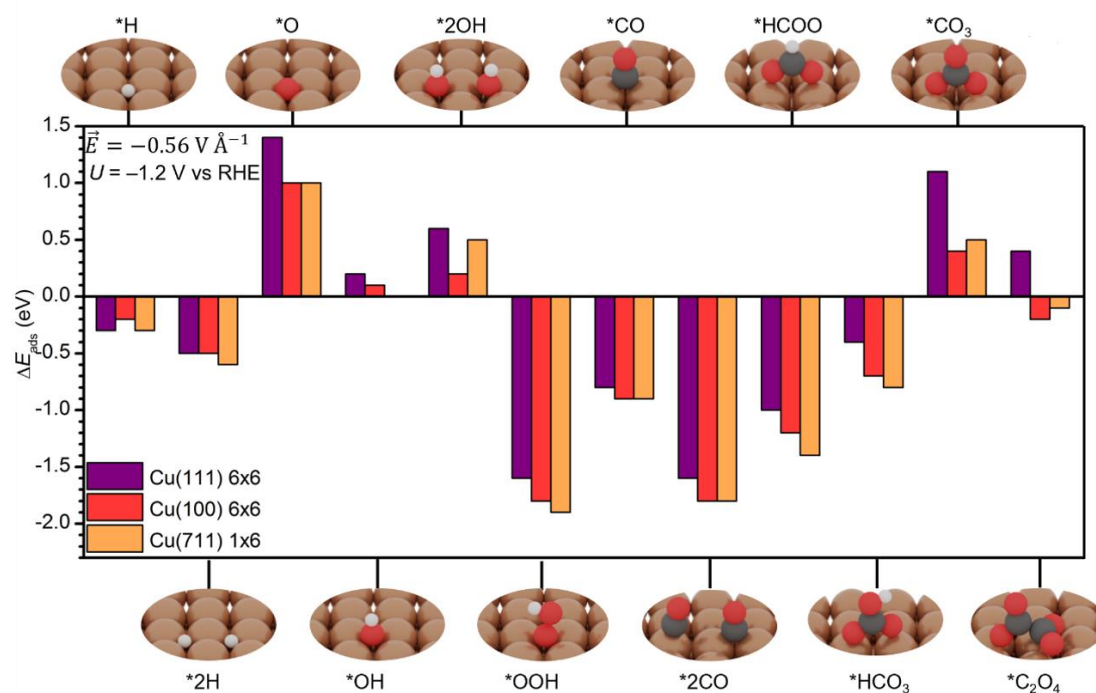 *H *O *2OH *CO *HCOO *CO₃
1.5
1.0
0.5
0.0
-0.5
-1.0
-1.5
-2.0
ΔE_ads (eV)
E⃗ = −0.56 V Å⁻¹
U = –1.2 V vs RHE
Cu(111) 6x6
Cu(100) 6x6
Cu(711) 1x6
*2H *OH *OOH *2CO *HCO₃ *C₂O₄